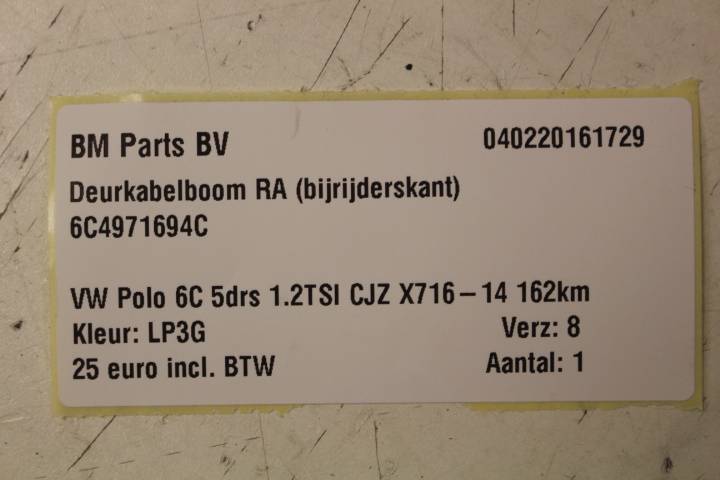 BM Parts BV 040220161729
Deurkabelboom RA (bijrijderskant)
6C4971694C
VW Polo 6C 5drs 1.2TSI CJZ X716 – 14 162km
Kleur: LP3G Verz: 8
25 euro incl. BTW Aantal: 1